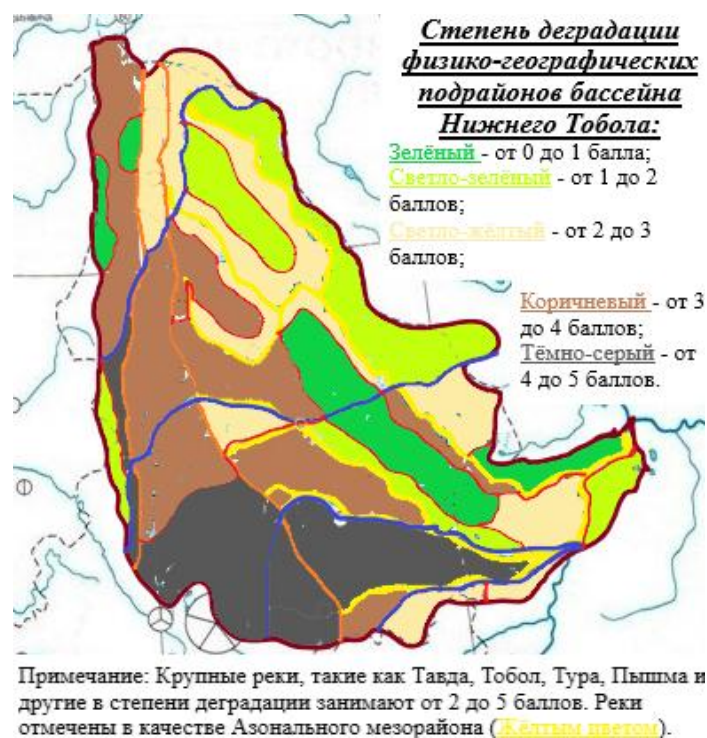 Степень деградации
физико-географических
подрайонов бассейна
Нижнего Тобола:
Зелёный - от 0 до 1 балла;
Светло-зелёный - от 1 до 2
баллов;
Светло-жёлтый - от 2 до 3
баллов;
Коричневый - от 3
до 4 баллов;
Тёмно-серый - от
4 до 5 баллов.
Примечание: Крупные реки, такие как Тавда, Тобол, Тура, Пышма и
другие в степени деградации занимают от 2 до 5 баллов. Реки
отмечены в качестве Азонального мезорайона (Жёлтым цветом).